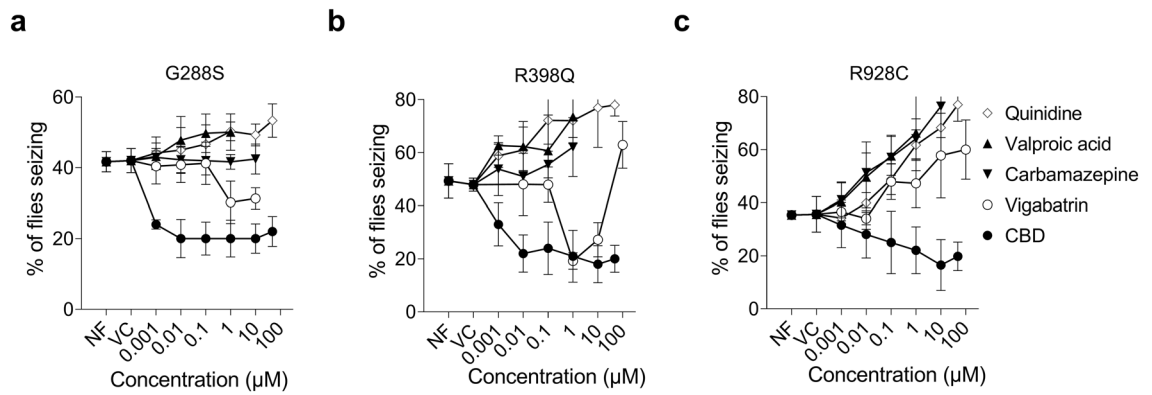 a
G288S
60
40
20
0
% of flies seizing
NF
VC
0.001
0.01
0.1
1
10
100
Concentration (µM)
b
R398Q
80
60
40
20
0
% of flies seizing
NF
VC
0.001
0.01
0.1
1
10
100
Concentration (µM)
c
R928C
80
60
40
20
0
% of flies seizing
NF
VC
0.001
0.01
0.1
1
10
100
Concentration (µM)
Quinidine
Valproic acid
Carbamazepine
Vigabatrin
CBD